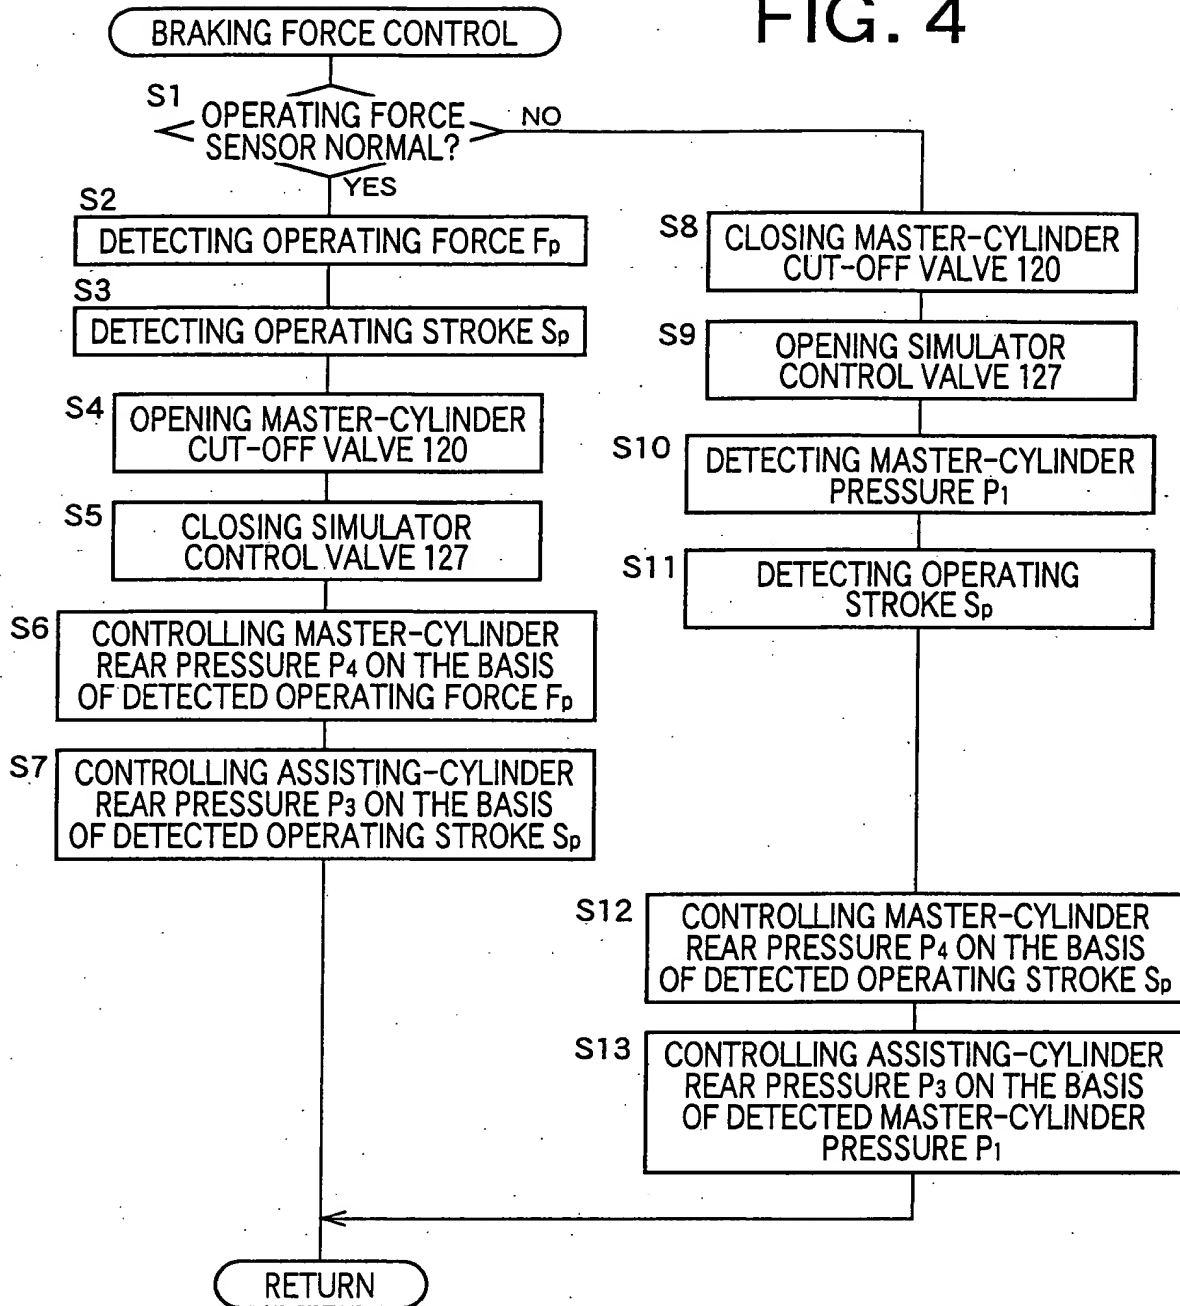 FIG. 4
BRAKING FORCE CONTROL
S1
OPERATING FORCE
SENSOR NORMAL?
NO
YES
S2
DETECTING OPERATING FORCE Fp
S3
DETECTING OPERATING STROKE Sp
S4
OPENING MASTER-CYLINDER
CUT-OFF VALVE 120
S5
CLOSING SIMULATOR
CONTROL VALVE 127
S6
CONTROLLING MASTER-CYLINDER
REAR PRESSURE P4 ON THE BASIS
OF DETECTED OPERATING FORCE Fp
S7
CONTROLLING ASSISTING-CYLINDER
REAR PRESSURE P3 ON THE BASIS
OF DETECTED OPERATING STROKE Sp
S8
CLOSING MASTER-CYLINDER
CUT-OFF VALVE 120
S9
OPENING SIMULATOR
CONTROL VALVE 127
S10
DETECTING MASTER-CYLINDER
PRESSURE P1
S11
DETECTING OPERATING
STROKE Sp
S12
CONTROLLING MASTER-CYLINDER
REAR PRESSURE P4 ON THE BASIS
OF DETECTED OPERATING STROKE Sp
S13
CONTROLLING ASSISTING-CYLINDER
REAR PRESSURE P3 ON THE BASIS
OF DETECTED MASTER-CYLINDER
PRESSURE P1
RETURN